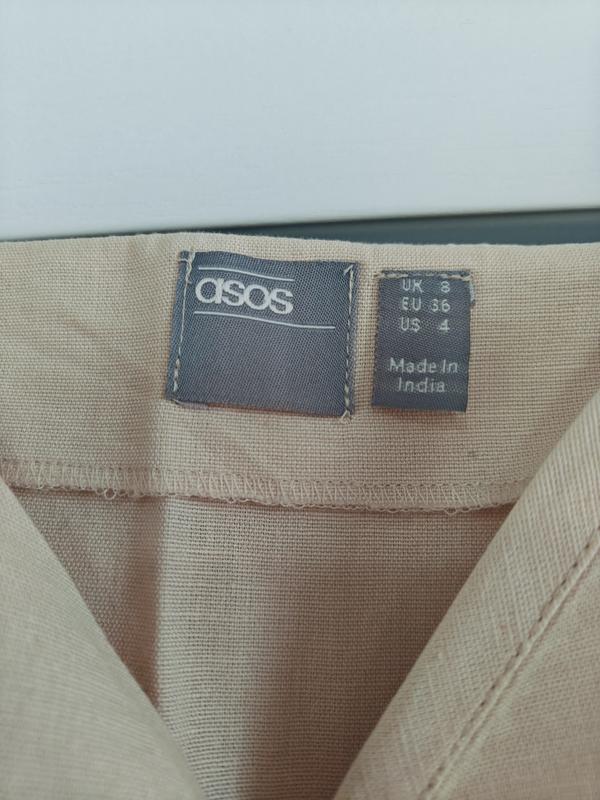 asos
UK 8
EU 36
US 4
Made In
India